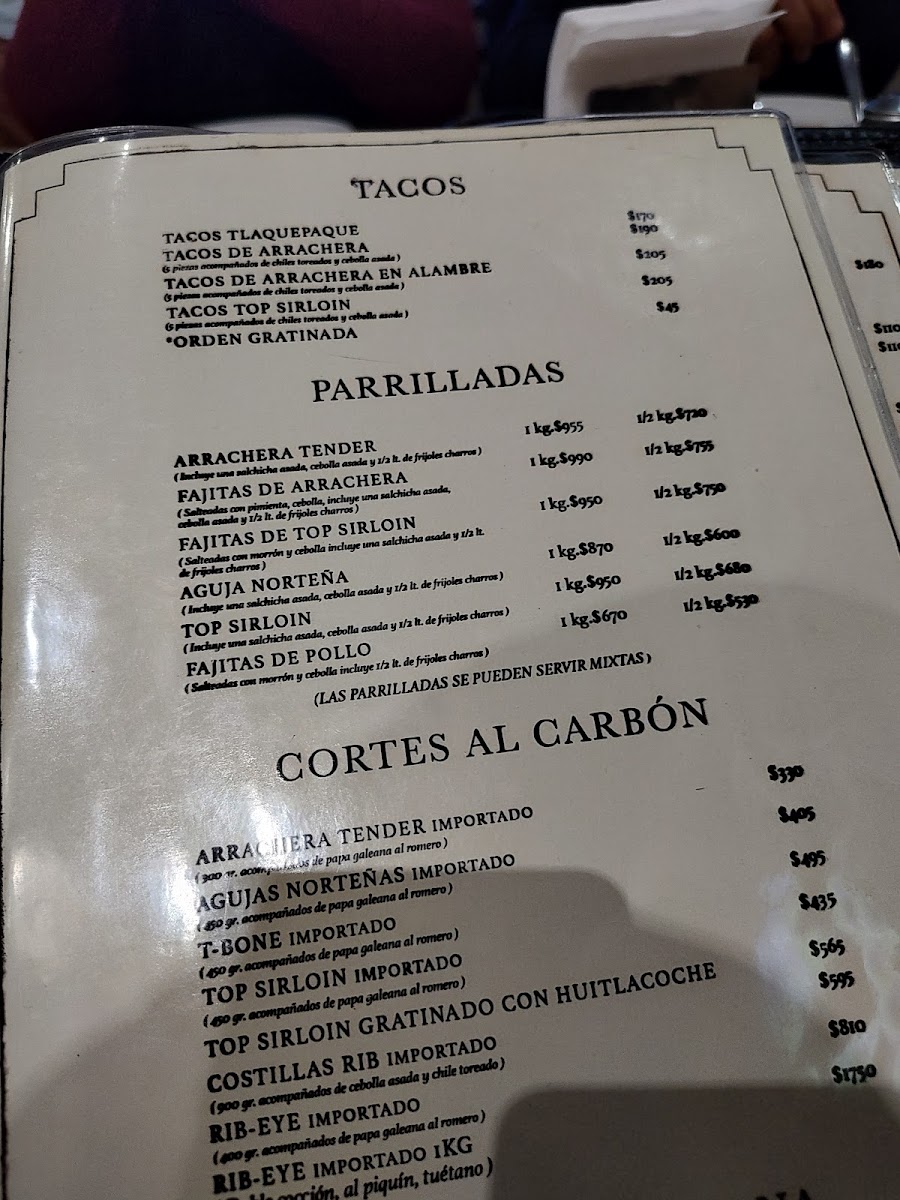 TACOS
TACOS TLAQUEPAQUE $170
TACOS DE ARRACHERA $190
(5 piezas acompañados de chiles toreados y cebolla asada)
TACOS DE ARRACHERA EN ALAMBRE $205
(5 piezas acompañados de chiles toreados y cebolla asada)
TACOS TOP SIRLOIN $205
(5 piezas acompañados de chiles toreados y cebolla asada)
*ORDEN GRATINADA $45
PARRILLADAS
ARRACHERA TENDER 1 kg.$955 1/2 kg.$720
(Incluye una salchicha asada, cebolla asada y 1/2 lt. de frijoles charros)
FAJITAS DE ARRACHERA 1 kg.$990 1/2 kg.$755
(Salteadas con pimienta, cebolla, incluye una salchicha asada,
cebolla asada y 1/2 lt. de frijoles charros)
FAJITAS DE TOP SIRLOIN 1 kg.$950 1/2 kg.$750
(Salteadas con morrón y cebolla incluye una salchicha asada y 1/2 lt.
de frijoles charros)
AGUJA NORTEÑA 1 kg.$870 1/2 kg.$600
(Incluye una salchicha asada, cebolla asada y 1/2 lt. de frijoles charros)
TOP SIRLOIN 1 kg.$950 1/2 kg.$680
(Incluye una salchicha asada, cebolla asada y 1/2 lt. de frijoles charros)
FAJITAS DE POLLO 1 kg.$670 1/2 kg.$530
(Salteadas con morrón y cebolla incluye 1/2 lt. de frijoles charros)
(LAS PARRILLADAS SE PUEDEN SERVIR MIXTAS)
CORTES AL CARBÓN
ARRACHERA TENDER IMPORTADO $330
(300 gr. acompañados de papa galeana al romero)
AGUJAS NORTEÑAS IMPORTADO $405
(450 gr. acompañados de papa galeana al romero)
T-BONE IMPORTADO $495
(450 gr. acompañados de papa galeana al romero)
TOP SIRLOIN IMPORTADO $435
(450 gr. acompañados de papa galeana al romero)
TOP SIRLOIN GRATINADO CON HUITLACOCHE $565
COSTILLAS RIB IMPORTADO $595
(900 gr. acompañados de cebolla asada y chile toreado)
RIB-EYE IMPORTADO $810
(400 gr. acompañados de papa galeana al romero)
RIB-EYE IMPORTADO 1KG $1750
cocción, al piquín, tuétano)
$180